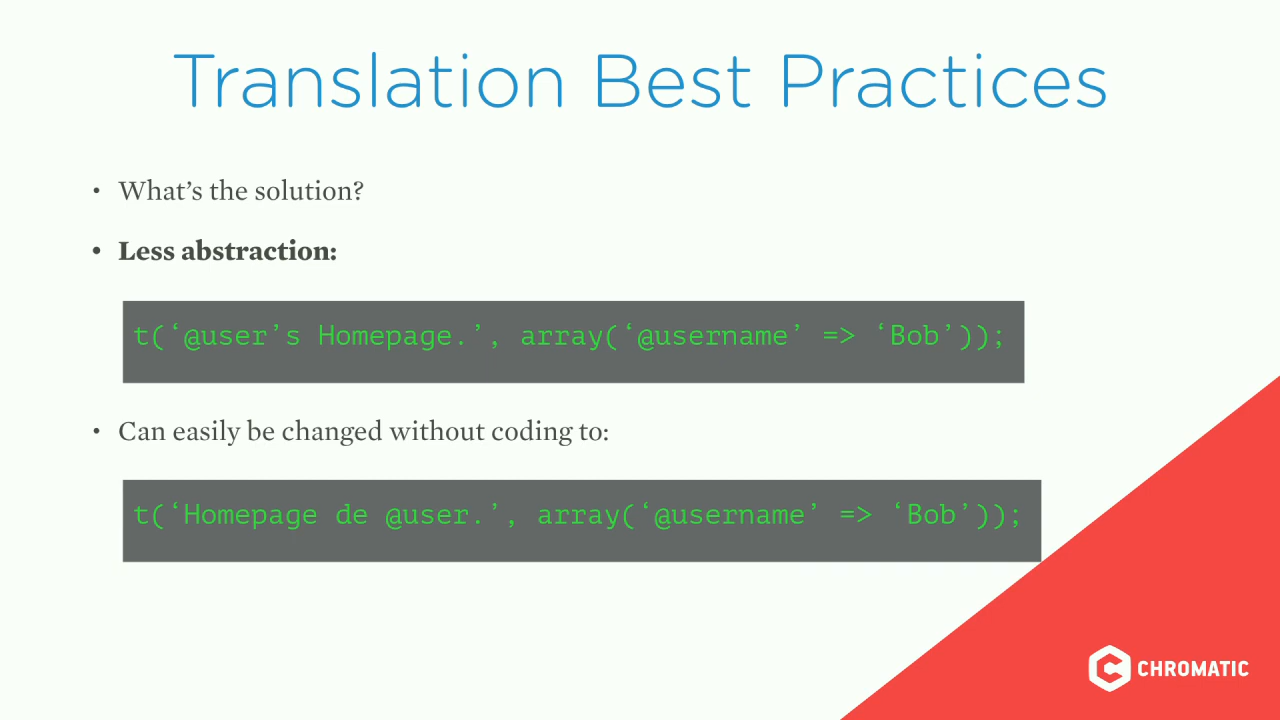 Translation Best Practices
• What’s the solution?
• Less abstraction:
t(‘@user’s Homepage.’, array(‘@username’ => ‘Bob’));
• Can easily be changed without coding to:
t(‘Homepage de @user.’, array(‘@username’ => ‘Bob’));
CHROMATIC